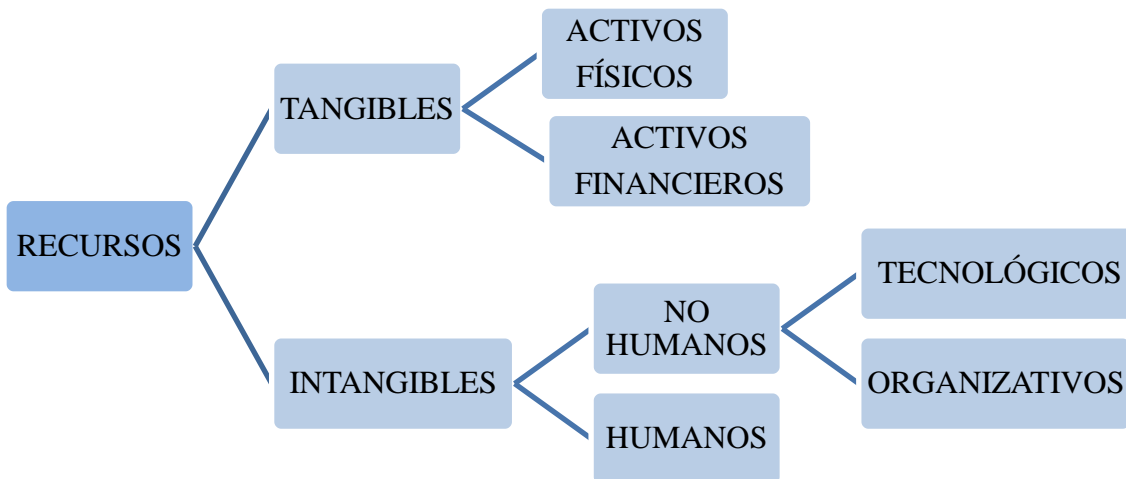 ACTIVOS
FÍSICOS
TANGIBLES
ACTIVOS
FINANCIEROS
RECURSOS
TECNOLÓGICOS
NO
HUMANOS
INTANGIBLES
ORGANIZATIVOS
HUMANOS